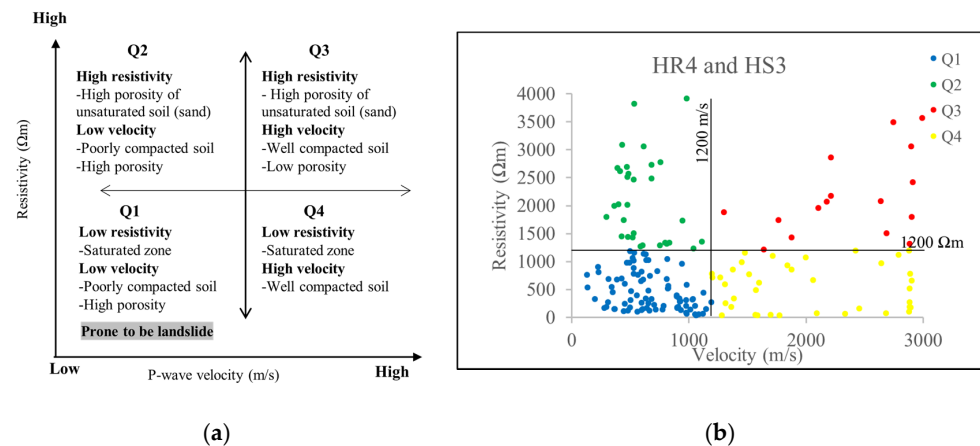 (a)
High
Resistivity (Ωm)
Q2
High resistivity
-High porosity of
unsaturated soil (sand)
Low velocity
-Poorly compacted soil
-High porosity
Q3
High resistivity
- High porosity of
unsaturated soil (sand)
High velocity
-Well compacted soil
-Low porosity
Q1
Low resistivity
-Saturated zone
Low velocity
-Poorly compacted soil
-High porosity
Prone to be landslide
Q4
Low resistivity
-Saturated zone
High velocity
-Well compacted soil
Low
P-wave velocity (m/s)
High
(b)
HR4 and HS3
Q1
Q2
Q3
Q4
Resistivity (Ωm)
4000
3500
3000
2500
2000
1500
1000
500
0
1200 m/s
1200 Ωm
0
1000
2000
3000
Velocity (m/s)